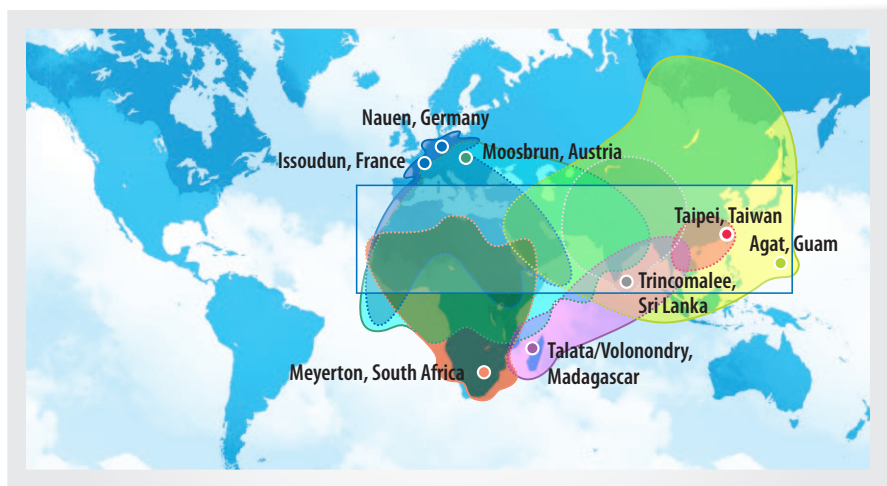 Nauen, Germany
Issoudun, France
Moosbrun, Austria
Taipei, Taiwan
Agat, Guam
Trincomalee,
Sri Lanka
Talata/Volonondry,
Madagascar
Meyerton, South Africa